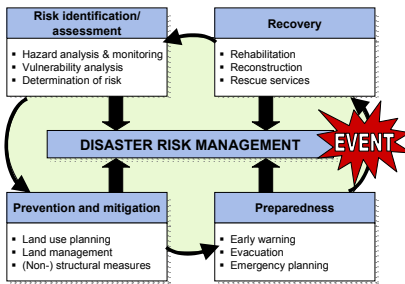 Risk identification/
assessment
▪ Hazard analysis & monitoring
▪ Vulnerability analysis
▪ Determination of risk
Recovery
▪ Rehabilitation
▪ Reconstruction
▪ Rescue services
DISASTER RISK MANAGEMENT
EVENT
Prevention and mitigation
▪ Land use planning
▪ Land management
▪ (Non-) structural measures
Preparedness
▪ Early warning
▪ Evacuation
▪ Emergency planning